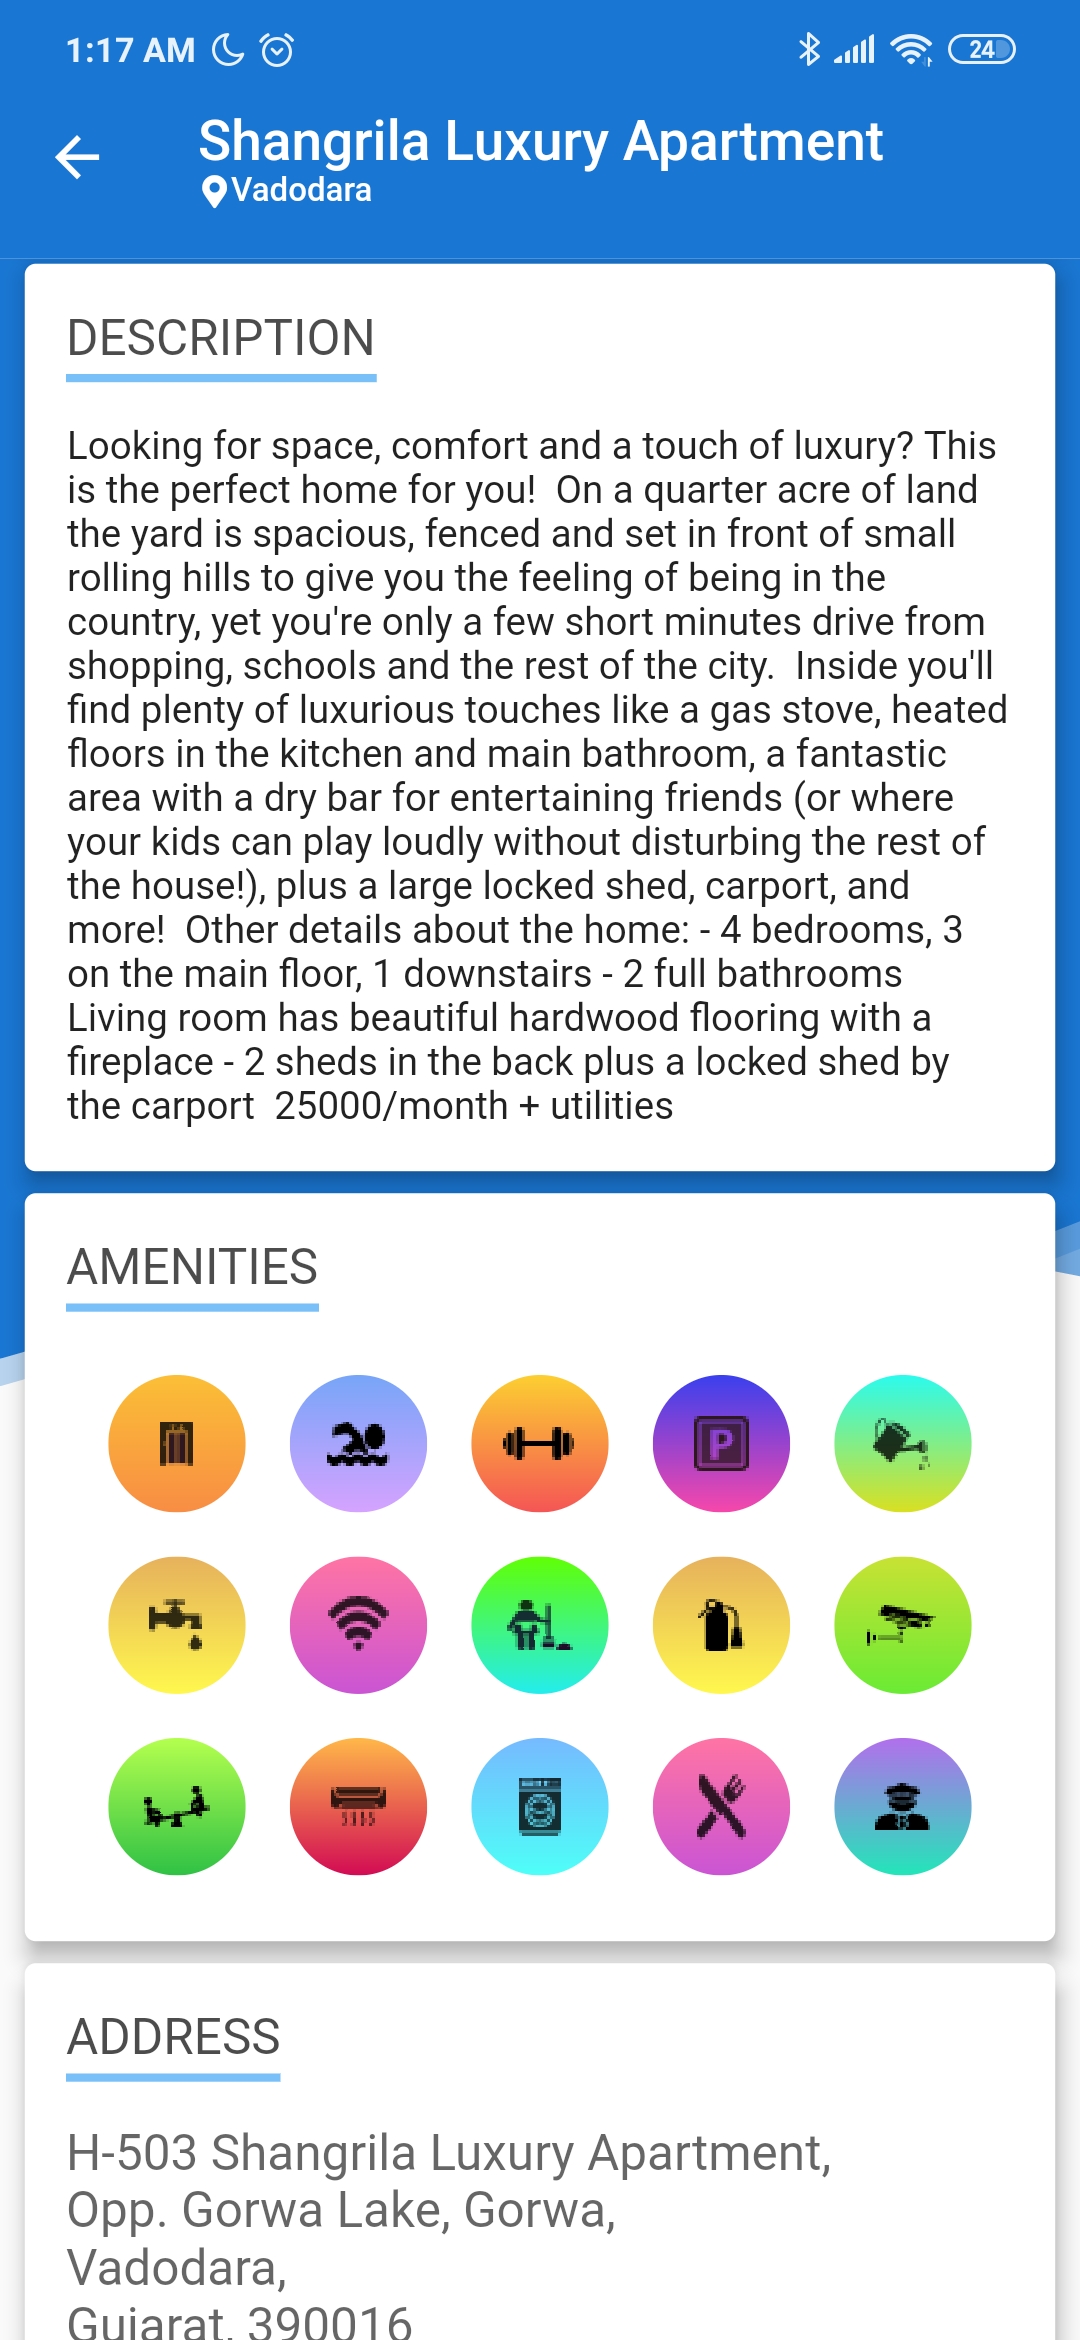 1:17 AM
24
Shangrila Luxury Apartment
Vadodara
DESCRIPTION
Looking for space, comfort and a touch of luxury? This
is the perfect home for you!  On a quarter acre of land
the yard is spacious, fenced and set in front of small
rolling hills to give you the feeling of being in the
country, yet you're only a few short minutes drive from
shopping, schools and the rest of the city.  Inside you'll
find plenty of luxurious touches like a gas stove, heated
floors in the kitchen and main bathroom, a fantastic
area with a dry bar for entertaining friends (or where
your kids can play loudly without disturbing the rest of
the house!), plus a large locked shed, carport, and
more!  Other details about the home: - 4 bedrooms, 3
on the main floor, 1 downstairs - 2 full bathrooms
Living room has beautiful hardwood flooring with a
fireplace - 2 sheds in the back plus a locked shed by
the carport  25000/month + utilities
AMENITIES
P
ADDRESS
H-503 Shangrila Luxury Apartment,
Opp. Gorwa Lake, Gorwa,
Vadodara,
Gujarat, 390016